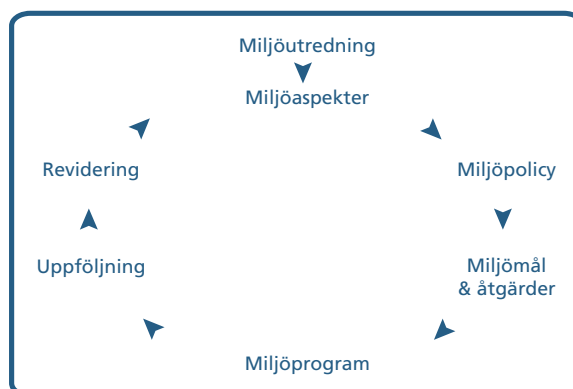 Miljöutredning
Miljöaspekter
Revidering
Miljöpolicy
Uppföljning
Miljömål
& åtgärder
Miljöprogram